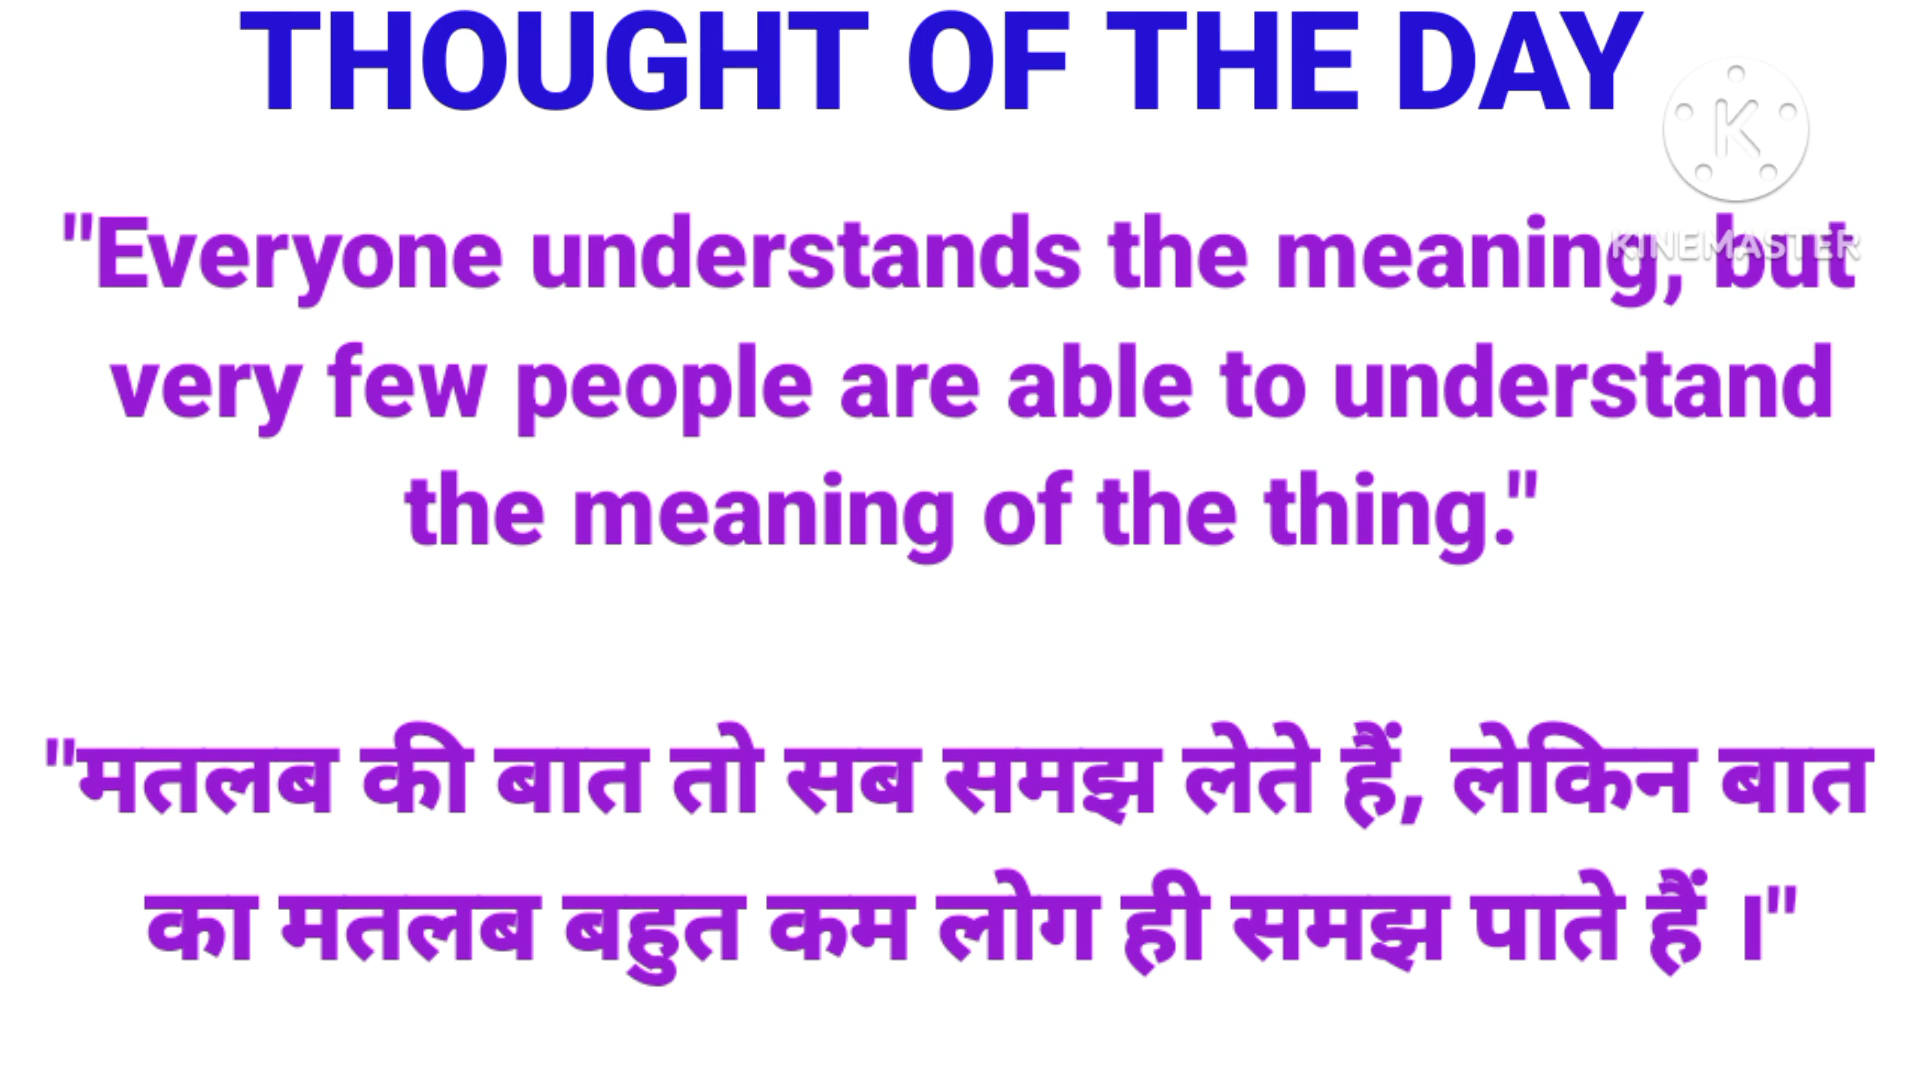 THOUGHT OF THE DAY
K
KINEMASTER
"Everyone understands the meaning, but
very few people are able to understand
the meaning of the thing."
"मतलब की बात तो सब समझ लेते हैं, लेकिन बात
का मतलब बहुत कम लोग ही समझ पाते हैं ।"